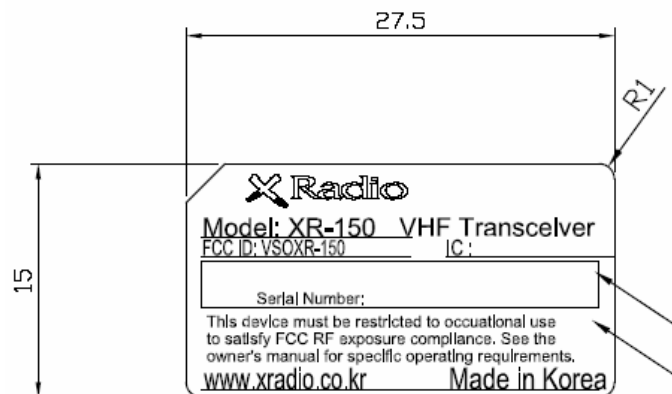 27.5
R1
15
X Radio
Model: XR-150 VHF Transceiver
FCC ID: VSOXR-150 IC :
Serial Number:
This device must be restricted to occuational use
to satisfy FCC RF exposure compliance. See the
owner's manual for specific operating requirements.
www.xradio.co.kr Made in Korea